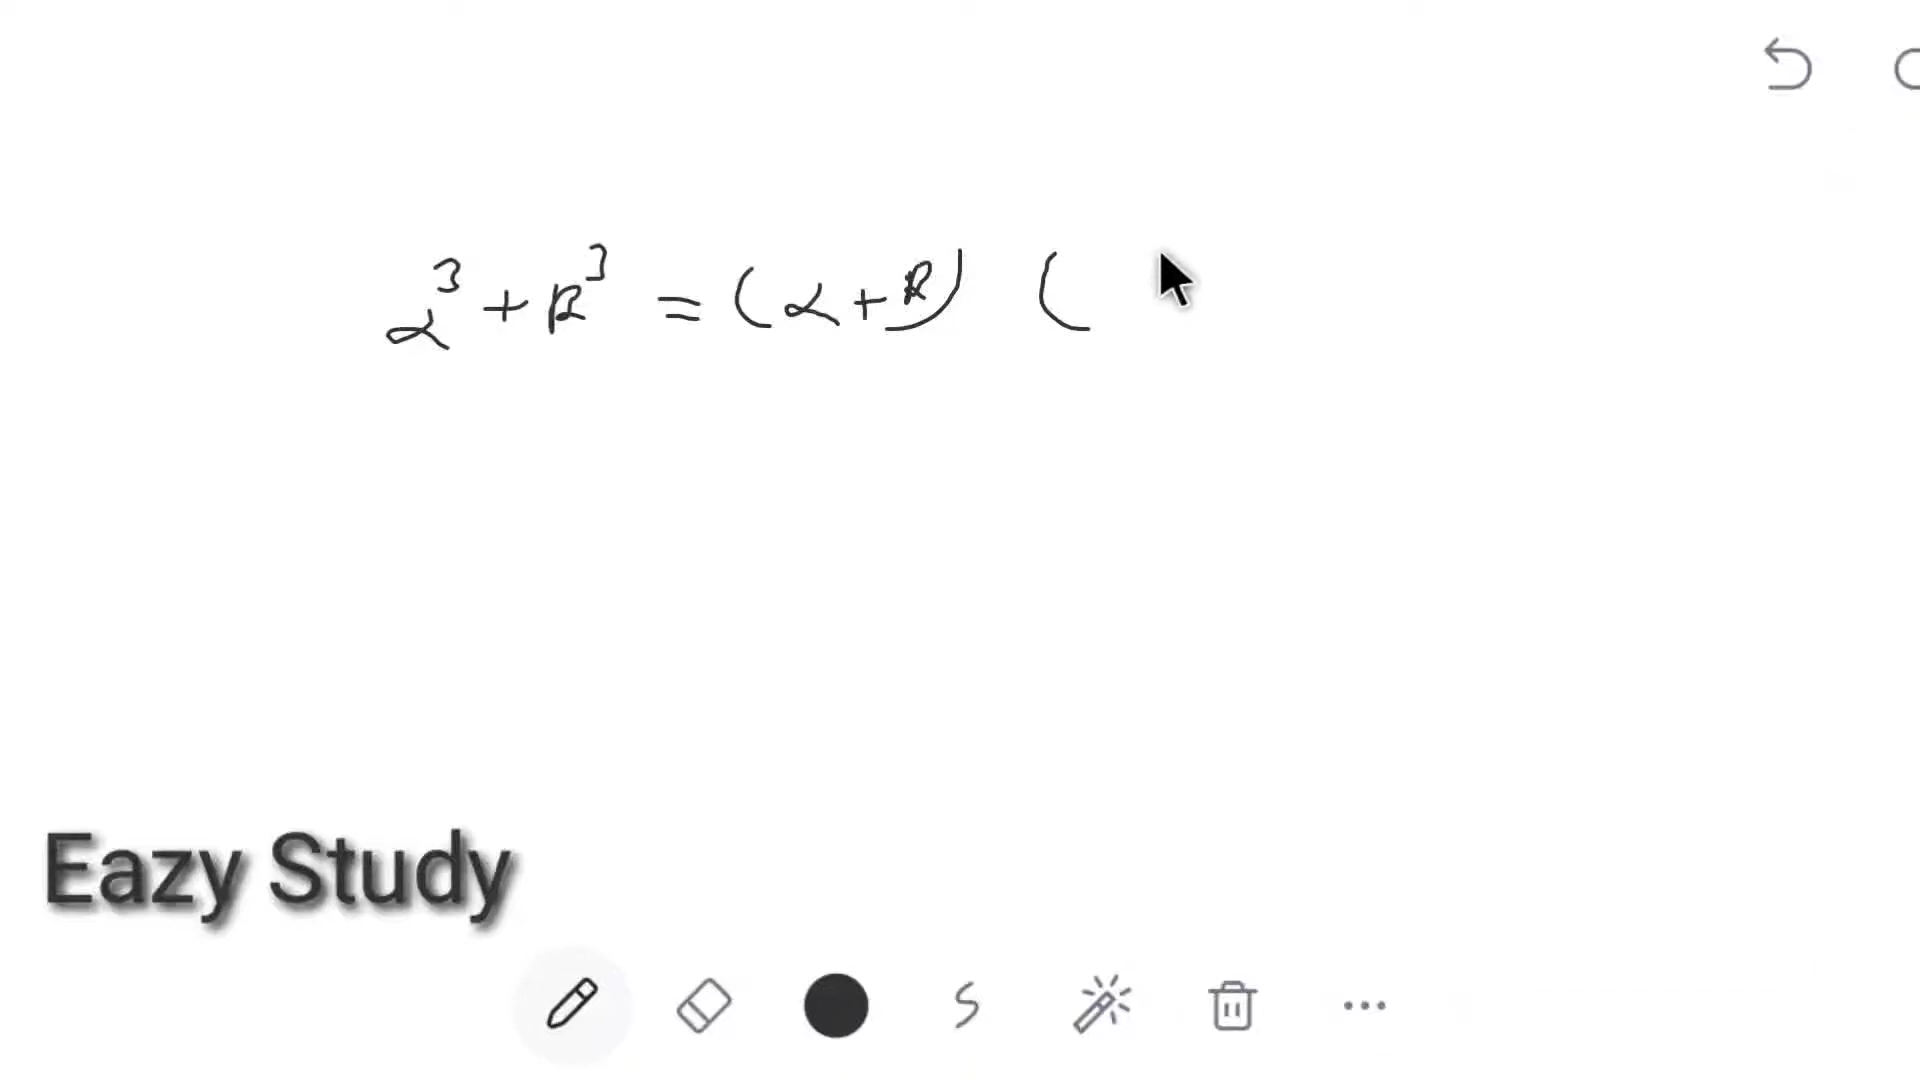 α³ + β³ = (α + β) (
Eazy Study